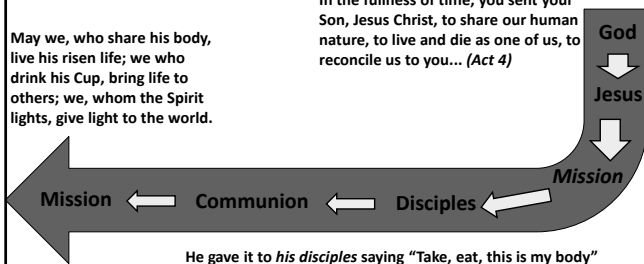 In the fullness of time, you sent your
Son, Jesus Christ, to share our human
nature, to live and die as one of us, to
reconcile us to you... (Act 4)
God
Jesus
Mission
May we, who share his body,
live his risen life; we who
drink his Cup, bring life to
others; we, whom the Spirit
lights, give light to the world.
Disciples
Communion
Mission
He gave it to his disciples saying “Take, eat, this is my body”